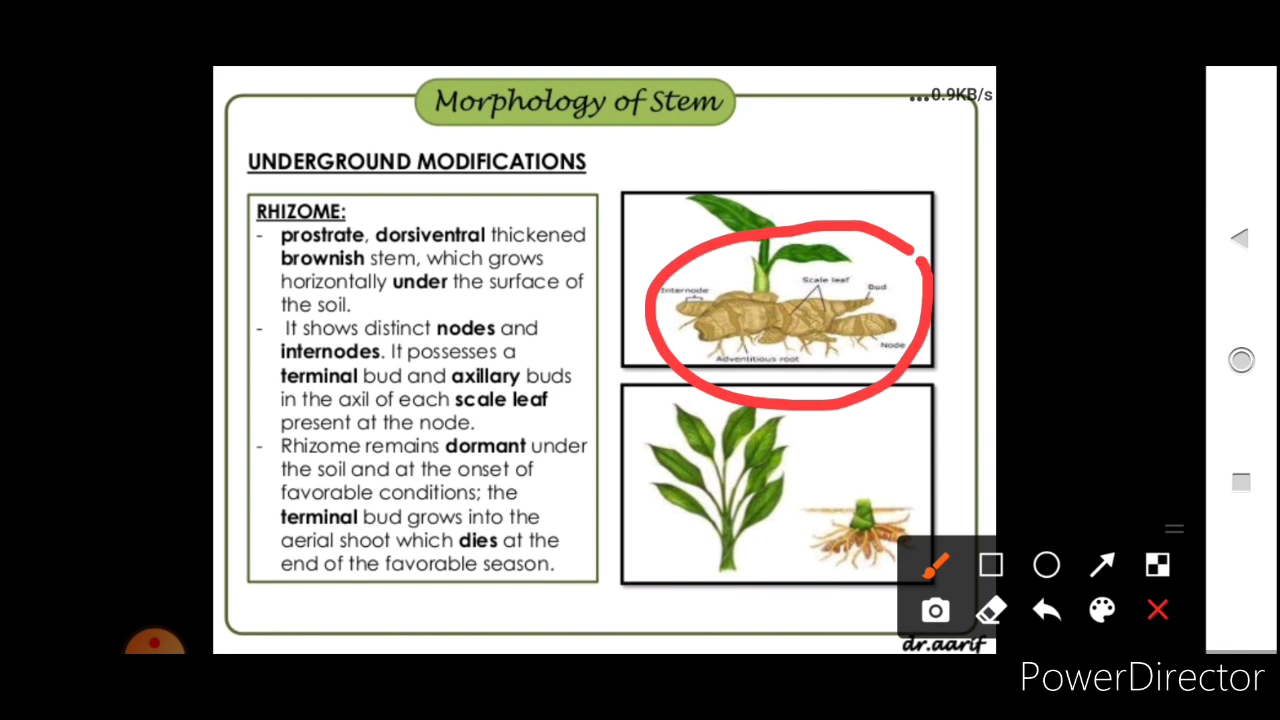 Morphology of Stem
...0.9KB/s
UNDERGROUND MODIFICATIONS
RHIZOME:
- prostrate, dorsiventral thickened
brownish stem, which grows
horizontally under the surface of
the soil.
- It shows distinct nodes and
internodes. It possesses a
terminal bud and axillary buds
in the axil of each scale leaf
present at the node.
- Rhizome remains dormant under
the soil and at the onset of
favorable conditions; the
terminal bud grows into the
aerial shoot which dies at the
end of the favorable season.
Scale leaf
Internode
Bud
Node
Adventitious root
dr.aarif
PowerDirector